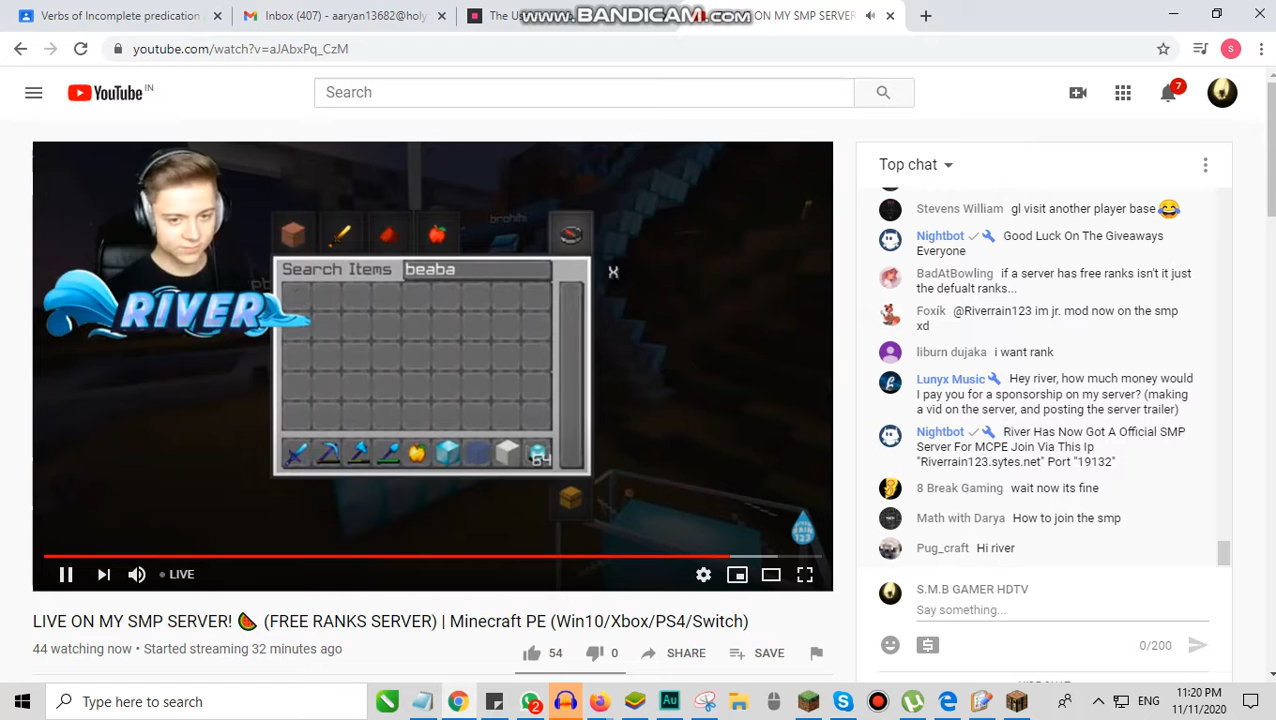 Verbs of Incomplete predication
Inbox (407) - aaryan13682@holy
The Us
www.BANDICAM.com
ON MY SMP SERVER
youtube.com/watch?v=aJAbxPq_CzM
S
YouTube IN
Search
7
Search Items beaba
X
RIVER
64
RAIN
123
LIVE
LIVE ON MY SMP SERVER! 🍉 (FREE RANKS SERVER) | Minecraft PE (Win10/Xbox/PS4/Switch)
44 watching now • Started streaming 32 minutes ago
54
0
SHARE
SAVE
Top chat
Stevens William gl visit another player base😂
Nightbot Good Luck On The Giveaways
Everyone
BadAtBowling if a server has free ranks isn't it just
the defualt ranks...
Foxík @Riverrain123 im jr. mod now on the smp
xd
liburn dujaka i want rank
Lunyx Music Hey river, how much money would
I pay you for a sponsorship on my server? (making
a vid on the server, and posting the server trailer)
Nightbot River Has Now Got A Official SMP
Server For MCPE Join Via This Ip
"Riverrain123.sytes.net" Port "19132"
8 Break Gaming wait now its fine
Math with Darya How to join the smp
Pug_craft Hi river
S.M.B GAMER HDTV
Say something...
0/200
Type here to search
2
ENG
11:20 PM
11/11/2020